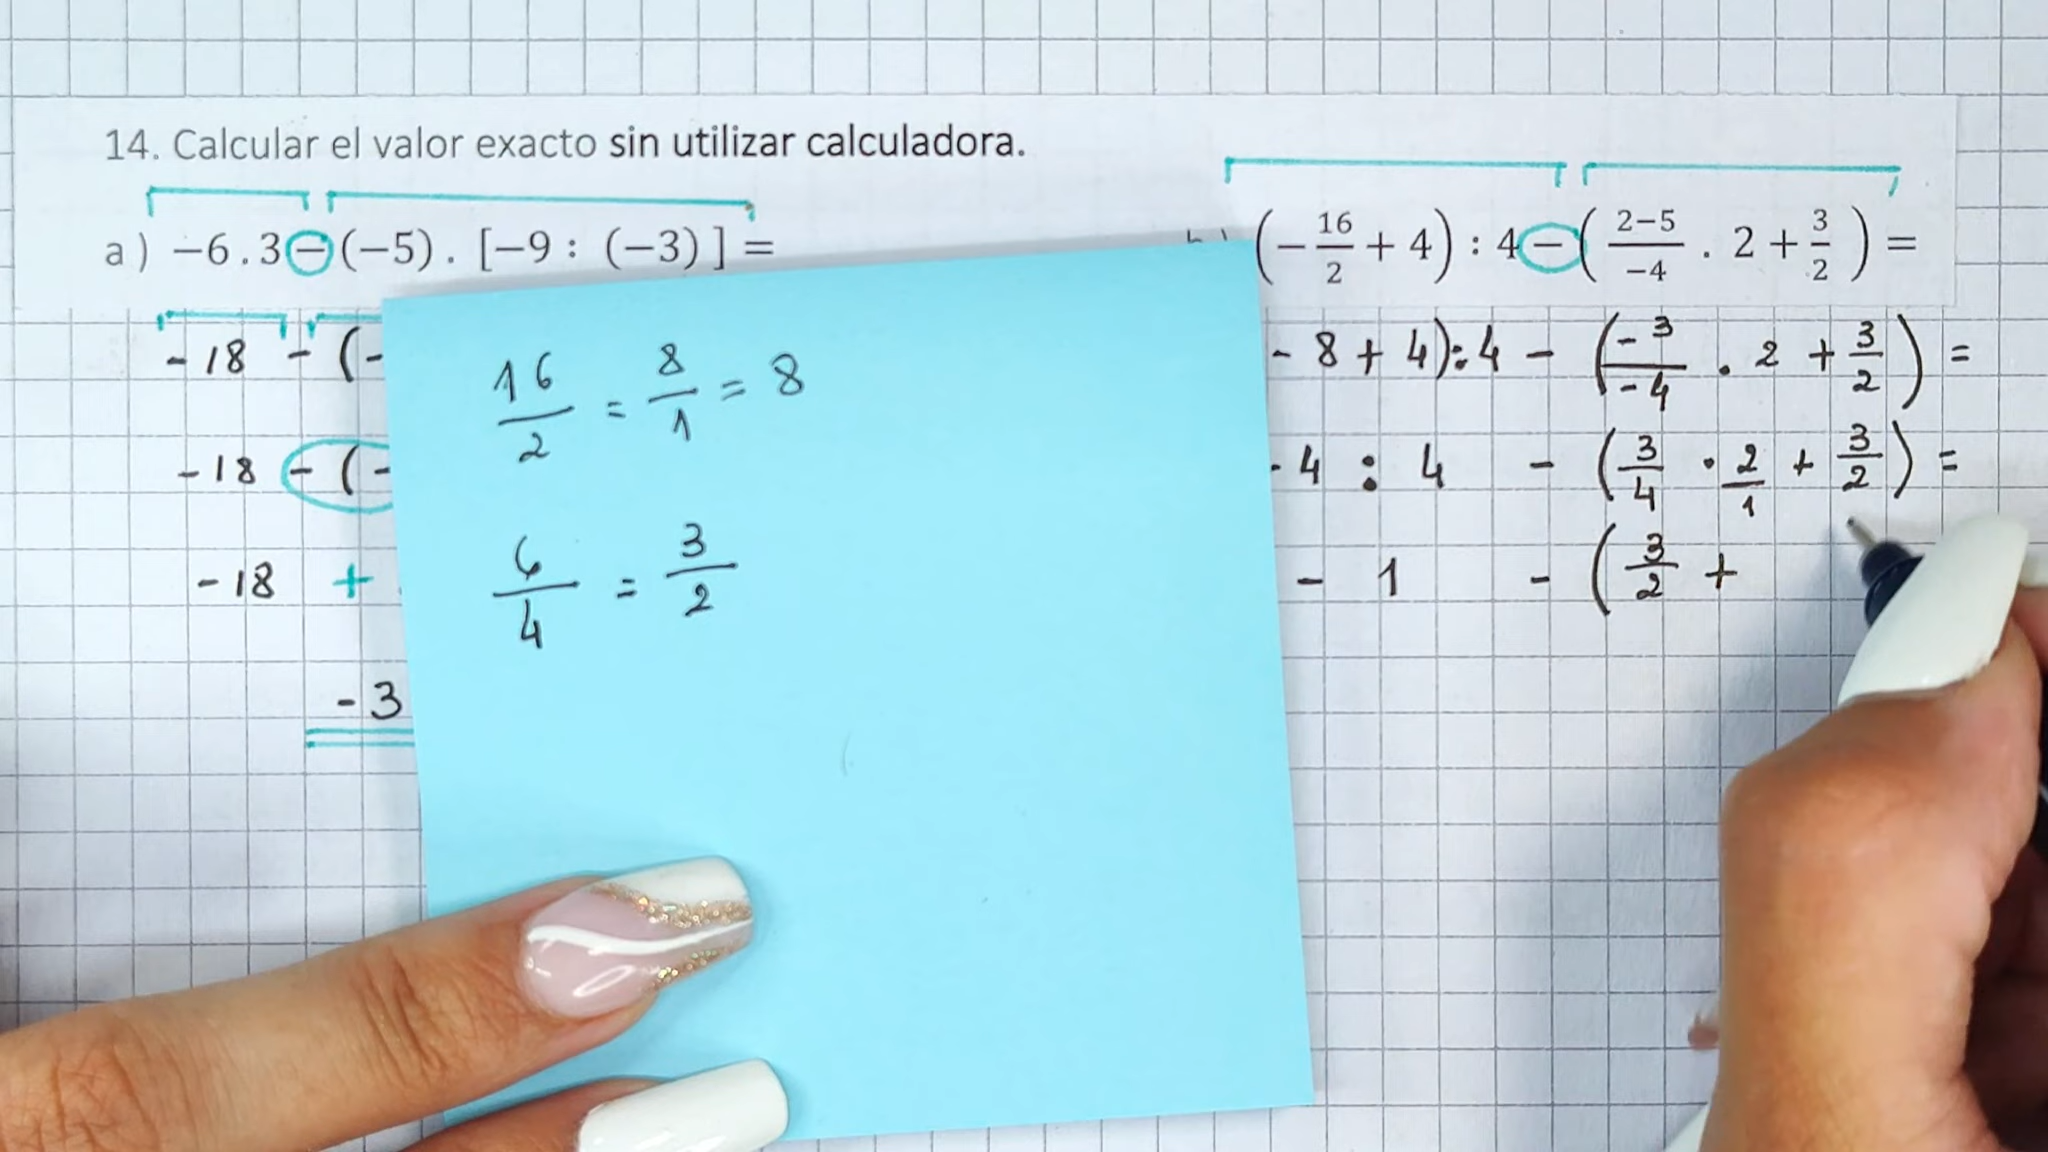 14. Calcular el valor exacto sin utilizar calculadora.
a) −6 . 3 − (−5) . [−9 : (−3) ] =
(− 16/2 + 4) : 4 − ( 2−5/−4 . 2 + 3/2 ) =
- 18 - (-
-18 - (-
-18 +
-3
16/2 = 8/1 = 8
6/4 = 3/2
- 8 + 4) : 4 - ( -3/-4 . 2 + 3/2 ) =
- 4 : 4 - ( 3/4 · 2/1 + 3/2 ) =
- 1 - ( 3/2 +